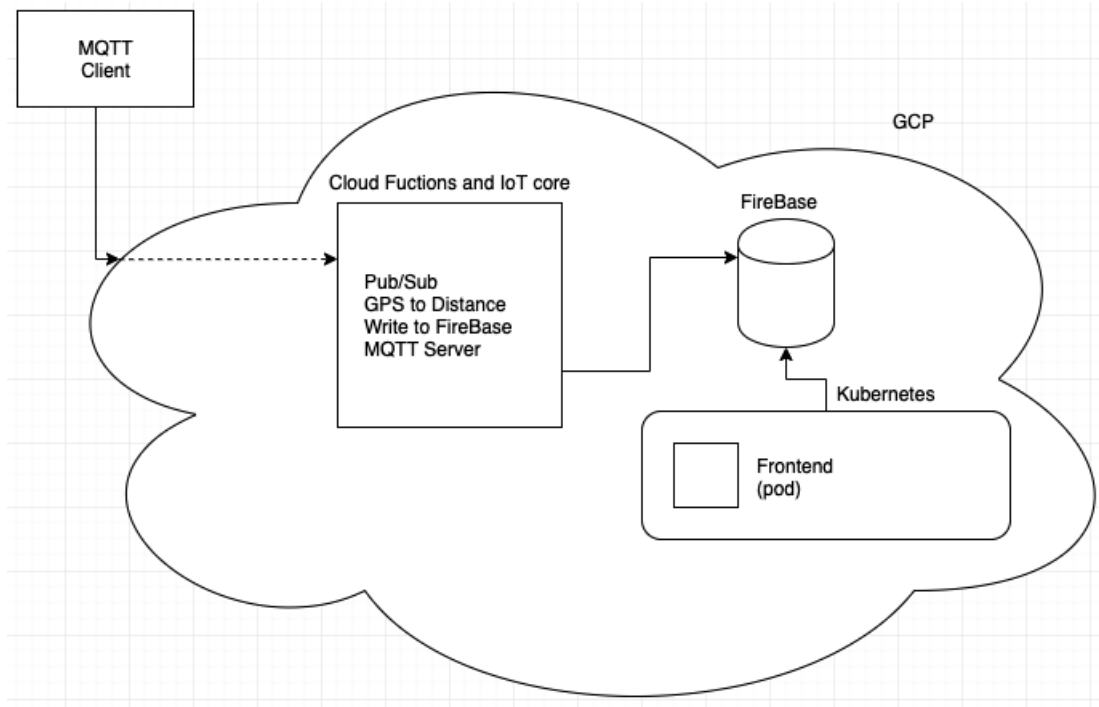 MQTT
Client
GCP
Cloud Fuctions and IoT core
FireBase
Pub/Sub
GPS to Distance
Write to FireBase
MQTT Server
Kubernetes
Frontend
(pod)